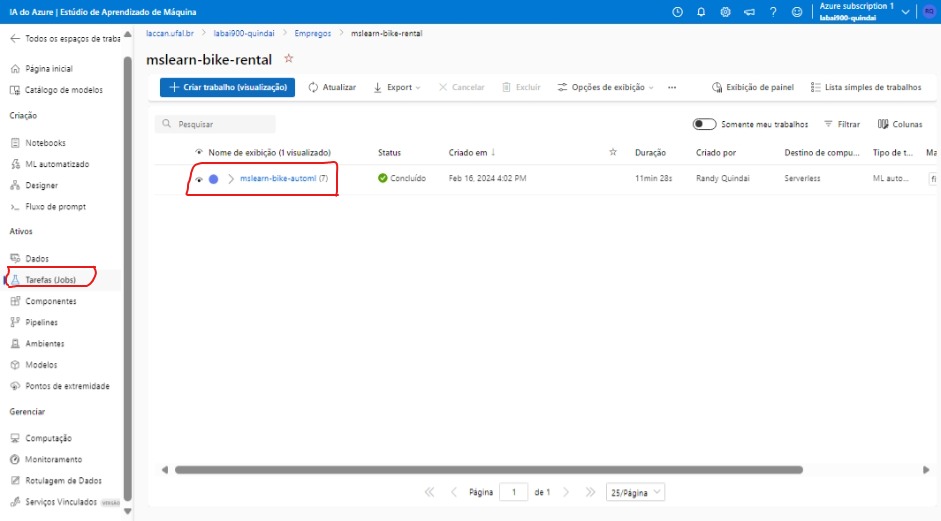 IA do Azure | Estúdio de Aprendizado de Máquina
Azure subscription 1
labai900-quindai
RQ
Todos os espaços de traba
laccan.ufal.br > labai900-quindai > Empregos > mslearn-bike-rental
mslearn-bike-rental
Página inicial
Catálogo de modelos
Criação
Notebooks
ML automatizado
Designer
Fluxo de prompt
Ativos
Dados
Tarefas (Jobs)
Componentes
Pipelines
Ambientes
Modelos
Pontos de extremidade
Gerenciar
Computação
Monitoramento
Rotulagem de Dados
Serviços Vinculados
Criar trabalho (visualização)
Atualizar
Export
Cancelar
Excluir
Opções de exibição
Exibição de painel
Lista simples de trabalhos
Pesquisar
Somente meu trabalhos
Filtrar
Colunas
Nome de exibição (1 visualizado) Status Criado em ↓ Duração Criado por Destino de compu... Tipo de t... Ma
mslearn-bike-automl (7) Concluído Feb 16, 2024 4:02 PM 11min 28s Randy Quindai Serverless ML auto... fi
Página 1 de 1 25/Página